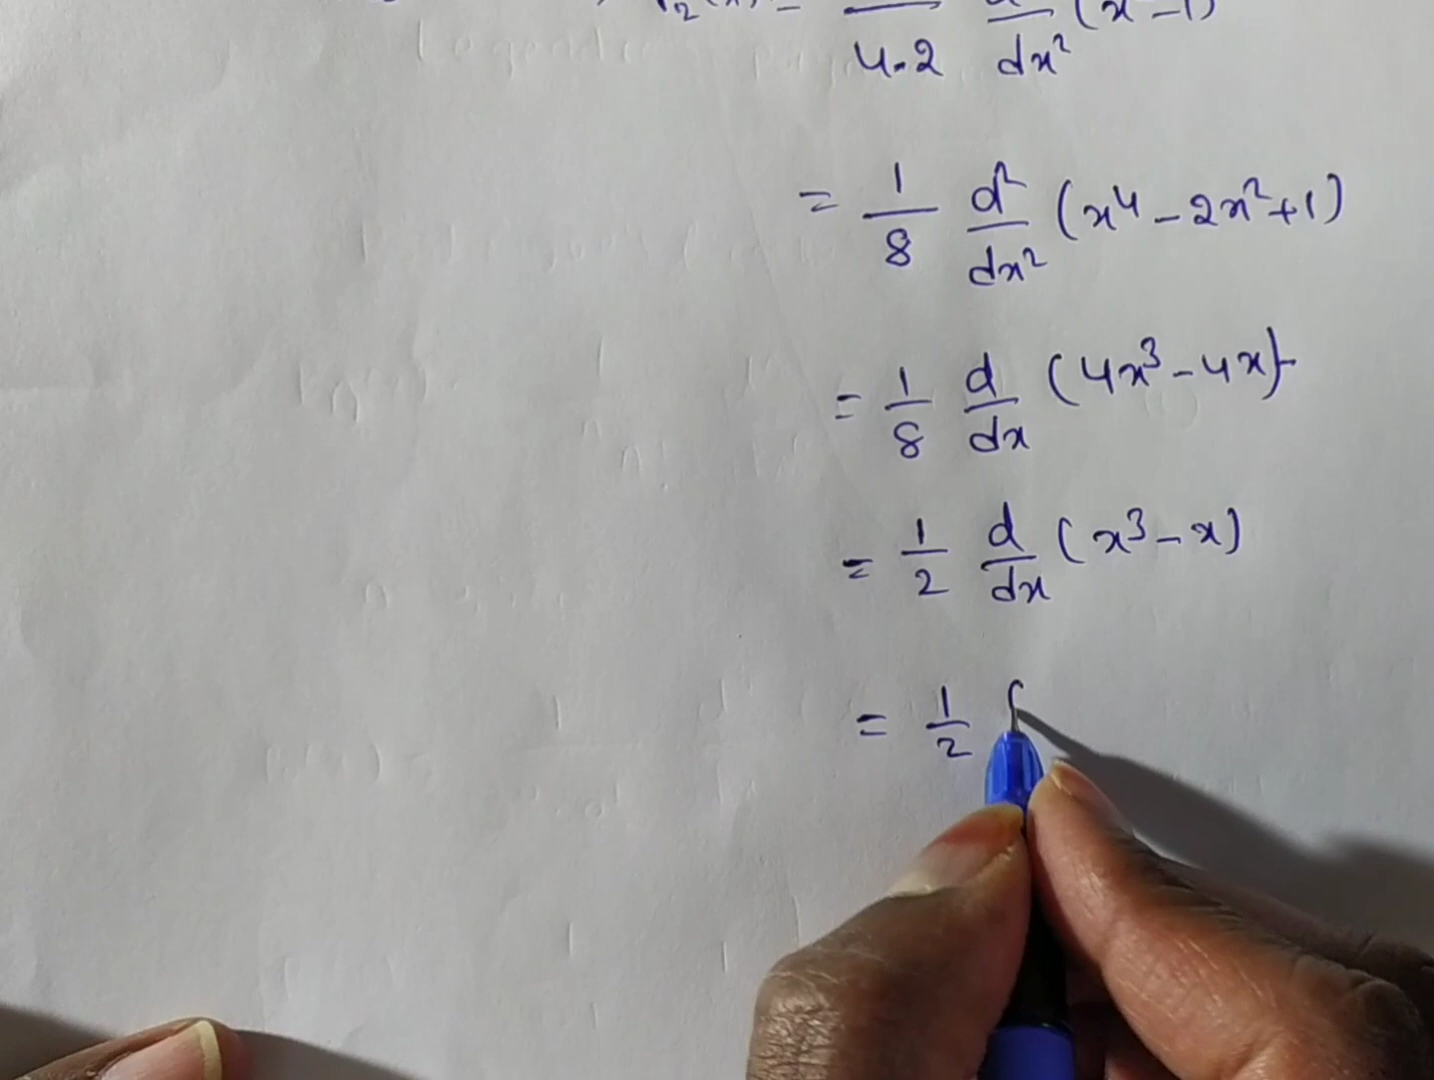 4.2 dx²
= 1/8 d²/dx² (x⁴ - 2x² + 1)
= 1/8 d/dx (4x³ - 4x)
= 1/2 d/dx (x³ - x)
= 1/2 (